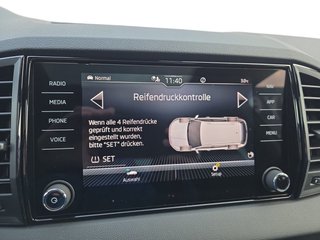 RADIO
MEDIA
PHONE
VOICE
Normal
11:40
Reifendruckkontrolle
Wenn alle 4 Reifendrücke
geprüft und korrekt
eingestellt wurden,
bitte "SET" drücken.
SET
Auswahl
Setup
NAV
APP
CAR
MENU